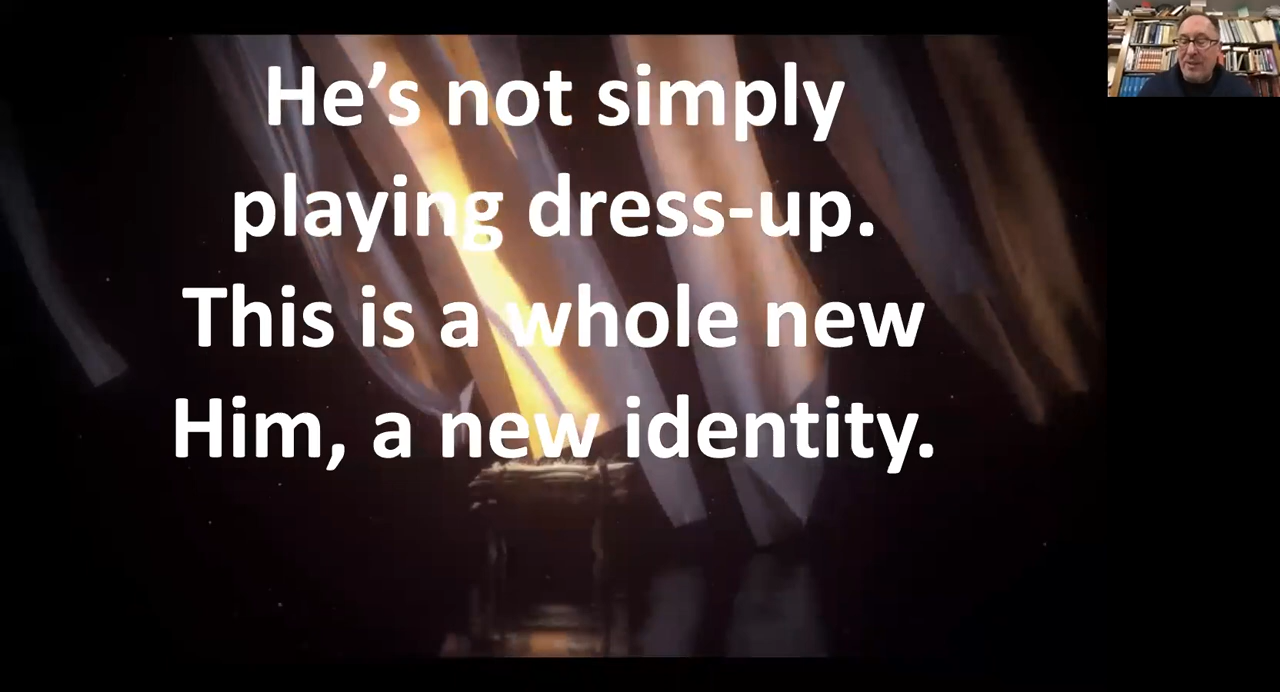 He’s not simply
playing dress-up.
This is a whole new
Him, a new identity.